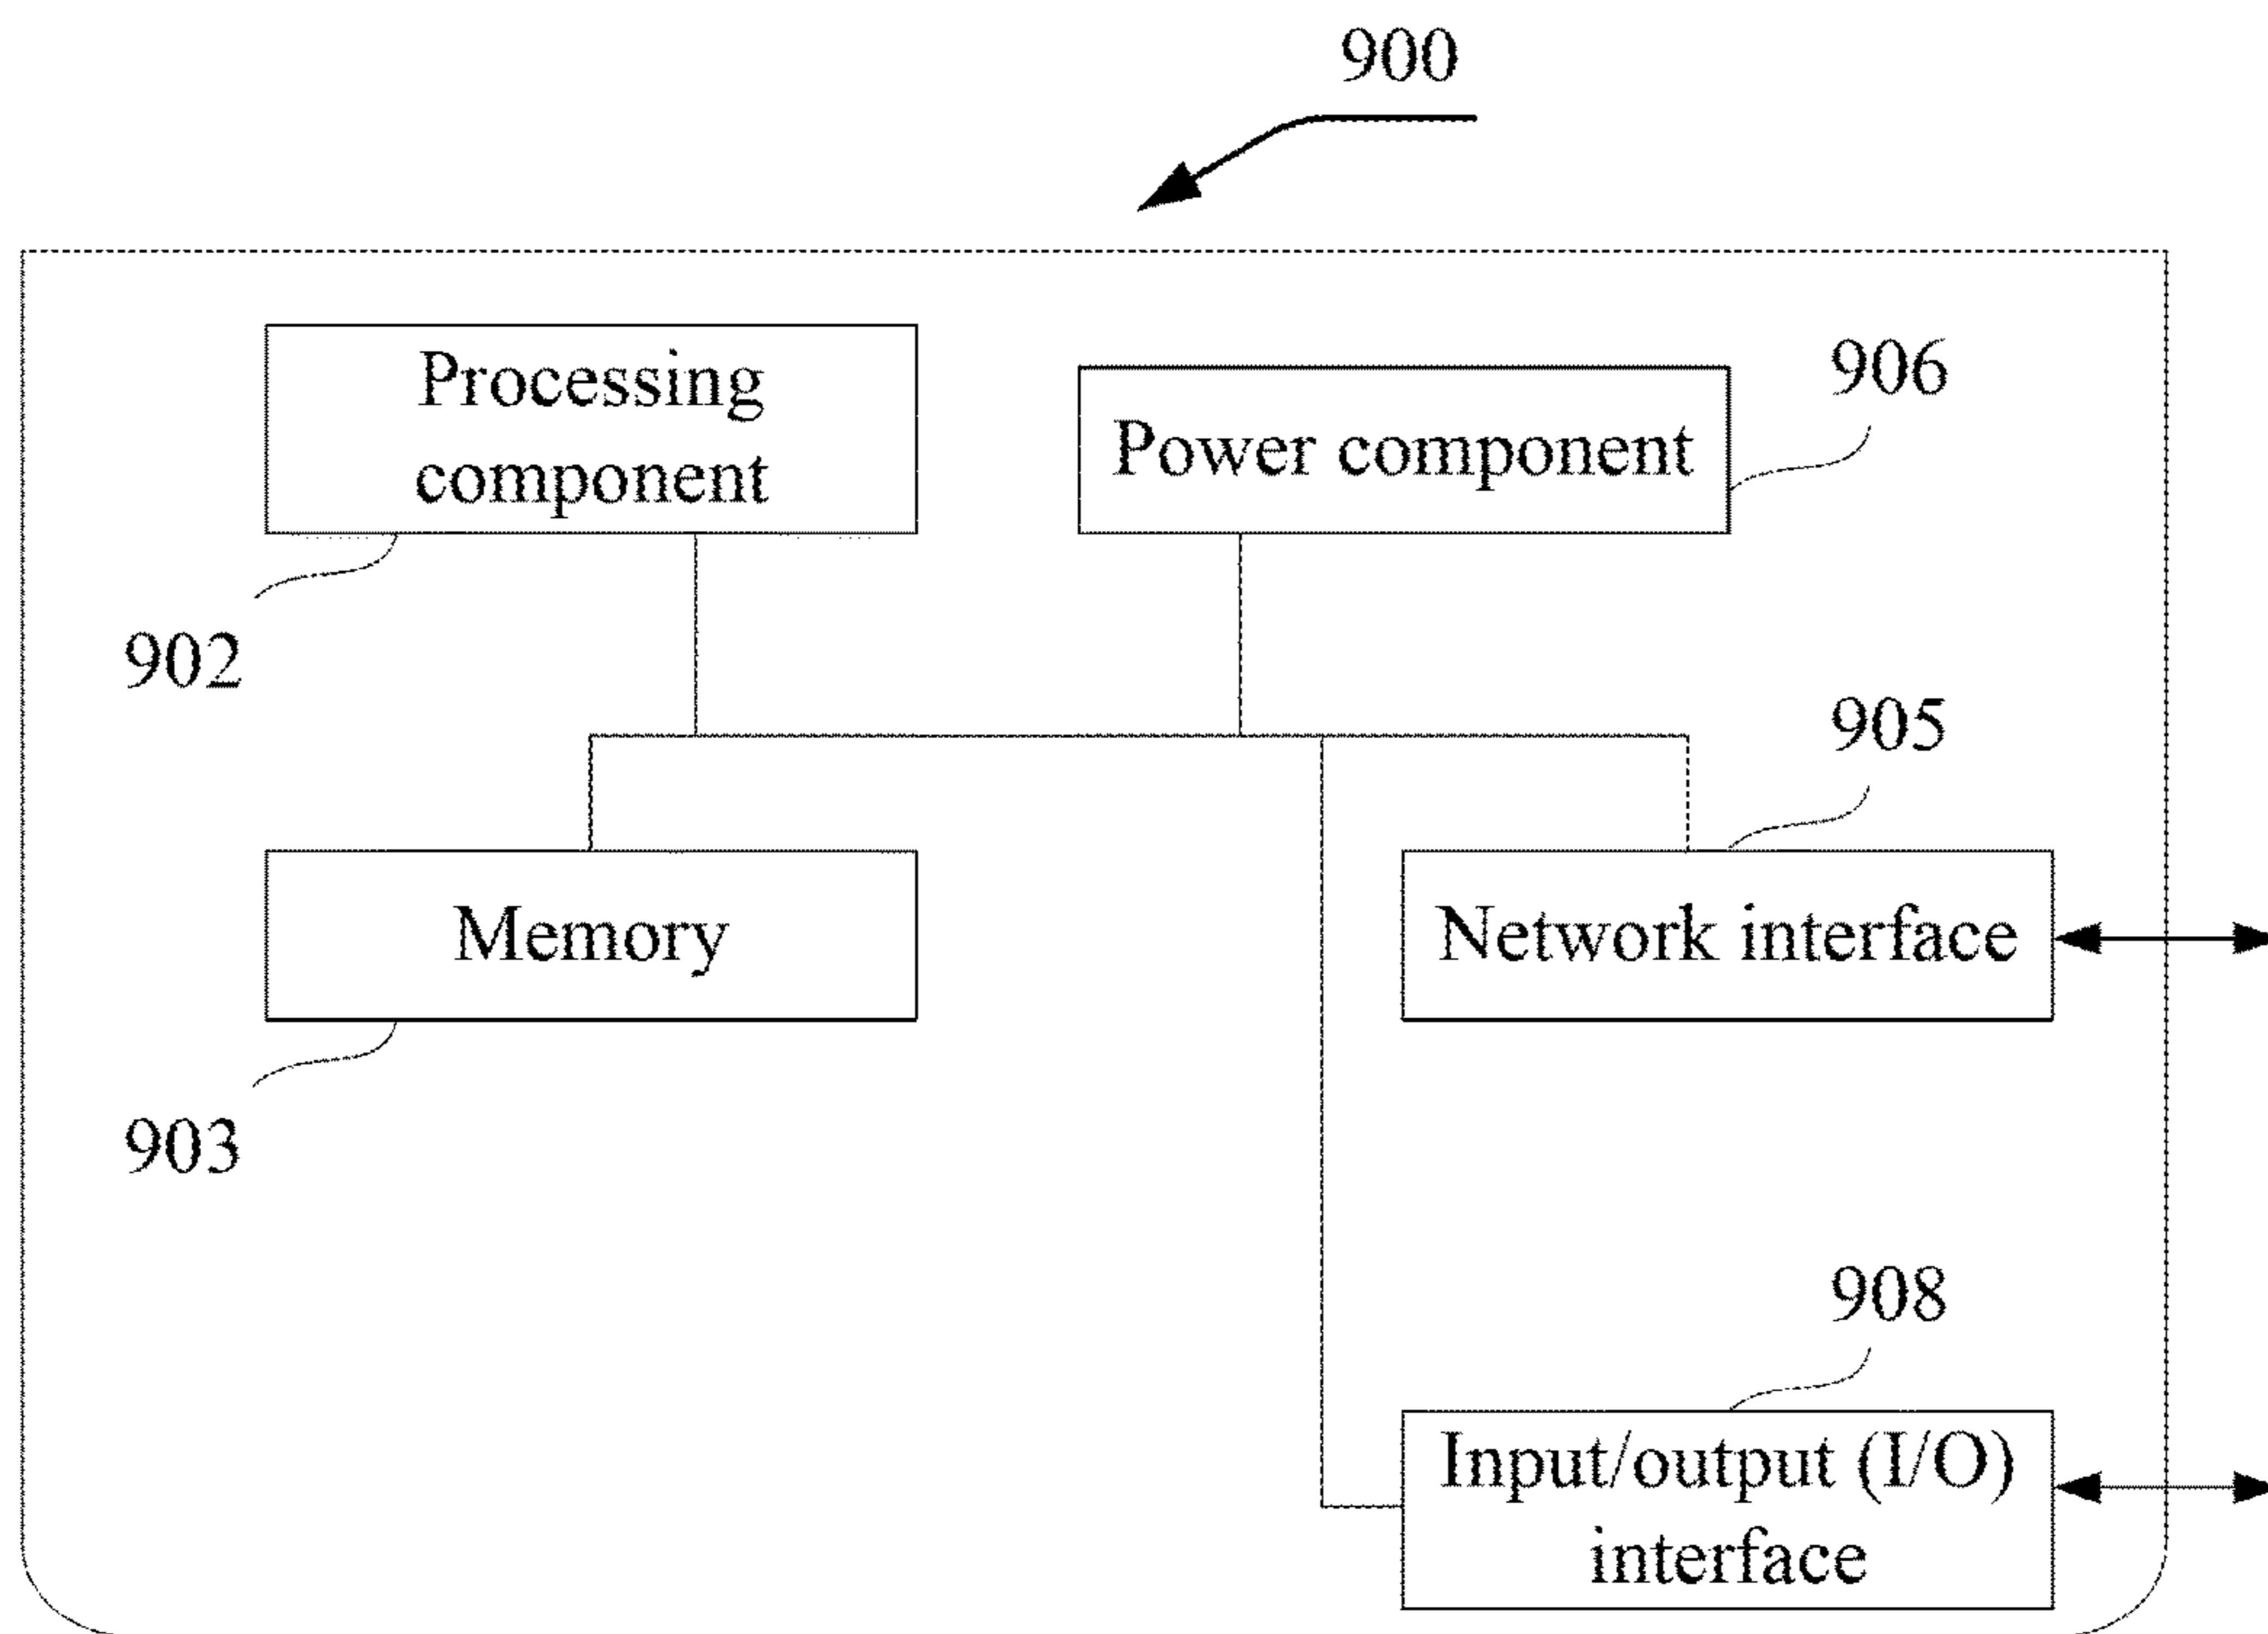 900
Processing
component
906
Power component
902
905
Memory
Network interface
903
908
Input/output (I/O)
interface